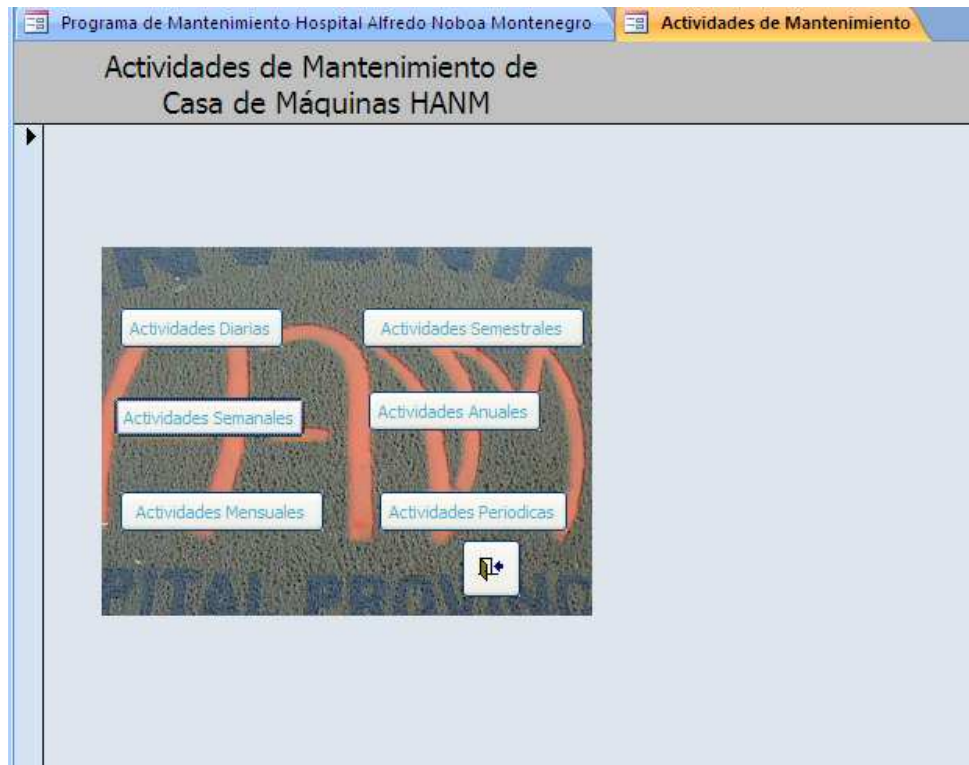 Programa de Mantenimiento Hospital Alfredo Noboa Montenegro
Actividades de Mantenimiento
Actividades de Mantenimiento de
Casa de Máquinas HANM
Actividades Diarias
Actividades Semestrales
Actividades Semanales
Actividades Anuales
Actividades Mensuales
Actividades Periodicas